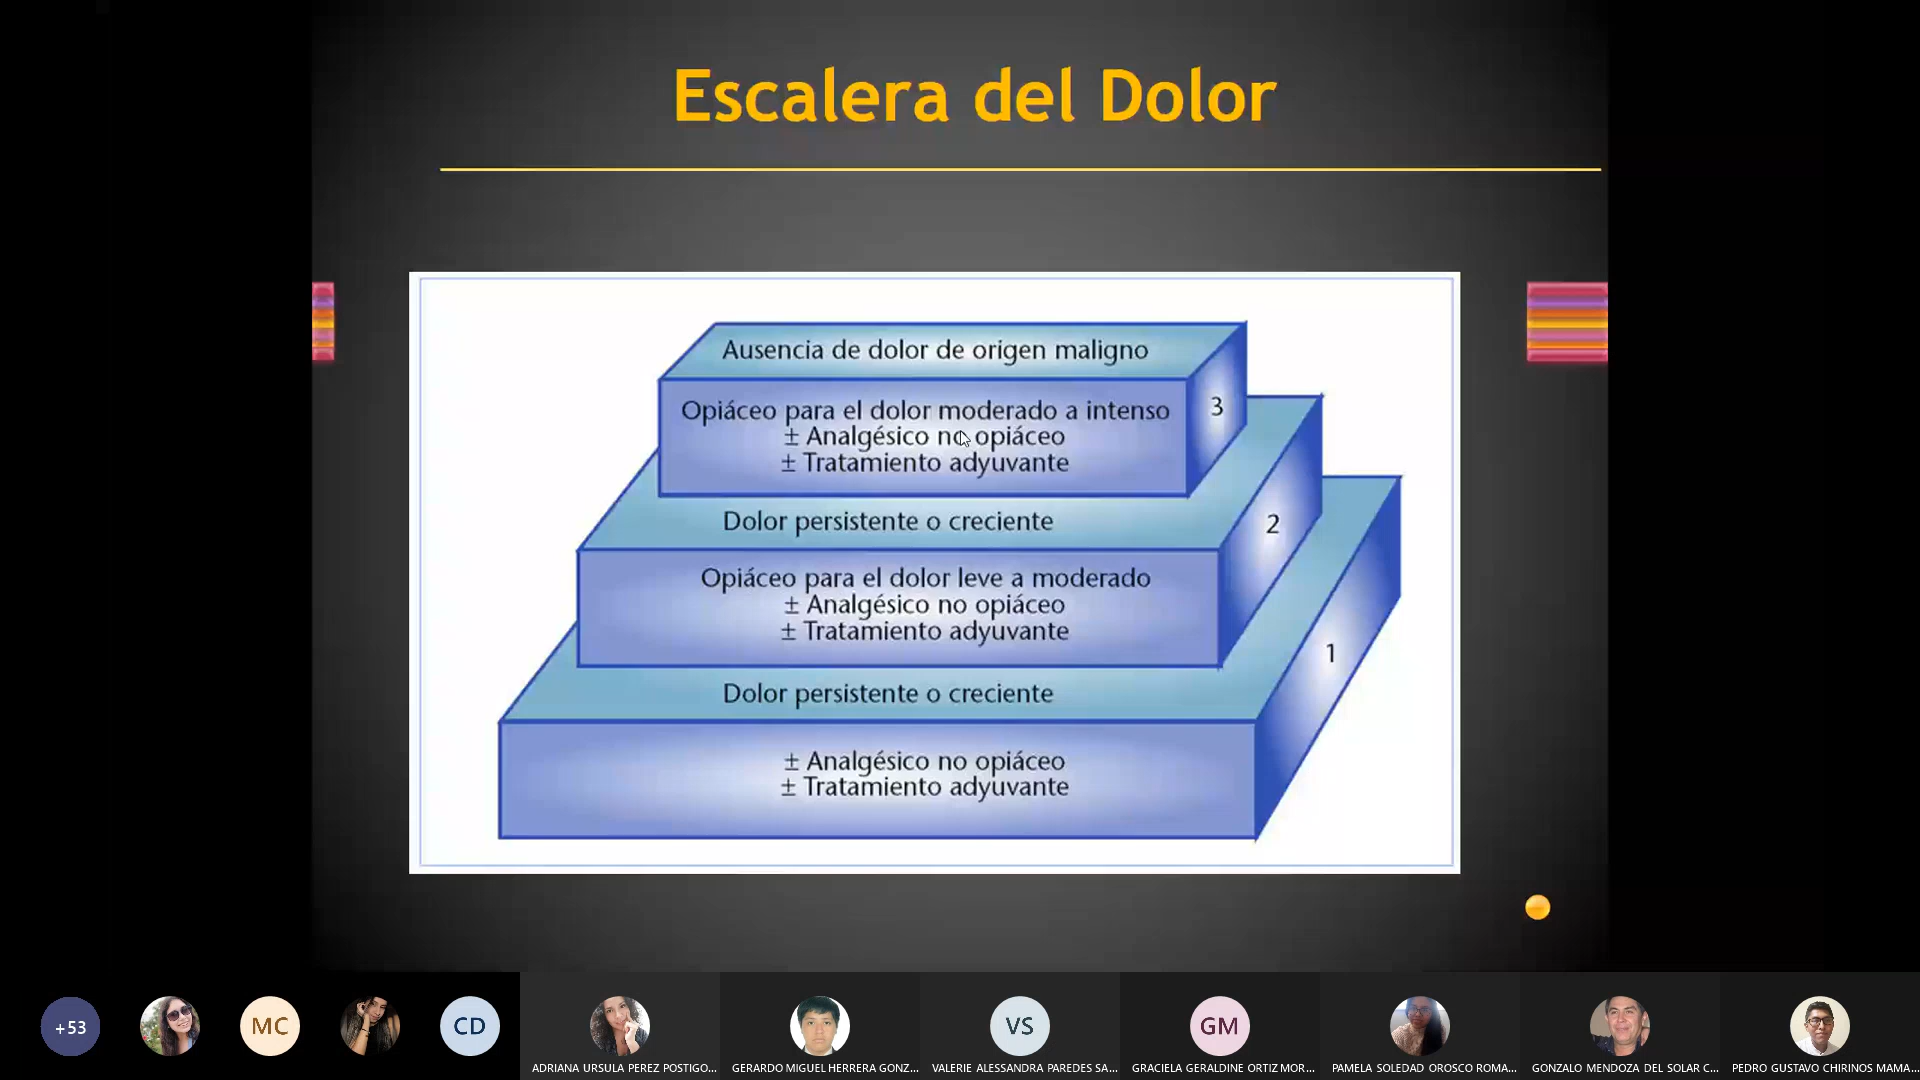 Escalera del Dolor
Ausencia de dolor de origen maligno
Opiáceo para el dolor moderado a intenso
± Analgésico no opiáceo
± Tratamiento adyuvante
3
Dolor persistente o creciente
Opiáceo para el dolor leve a moderado
± Analgésico no opiáceo
± Tratamiento adyuvante
2
Dolor persistente o creciente
± Analgésico no opiáceo
± Tratamiento adyuvante
1
+53
MC
CD
VS
GM
ADRIANA URSULA PEREZ POSTIGO...
GERARDO MIGUEL HERRERA GONZ...
VALERIE ALESSANDRA PAREDES SA...
GRACIELA GERALDINE ORTIZ MOR...
PAMELA SOLEDAD OROSCO ROMA...
GONZALO MENDOZA DEL SOLAR C...
PEDRO GUSTAVO CHIRINOS MAMA...